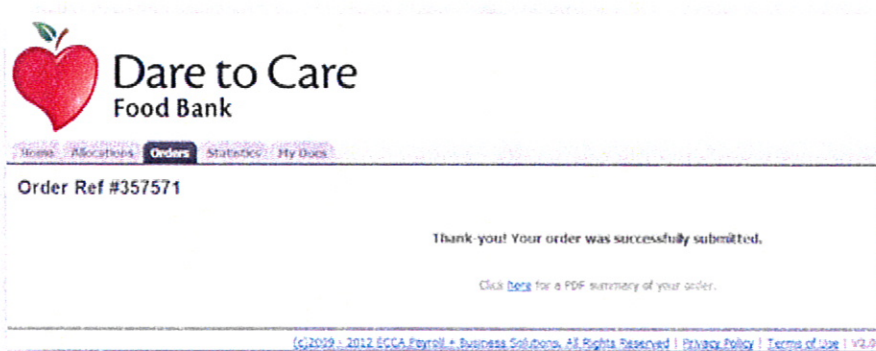 Dare to Care
Food Bank
Home Allocations Orders Statistics My Docs
Order Ref #357571
Thank-you! Your order was successfully submitted.
Click here for a PDF summary of your order.
(c)2009 - 2012 ECCA Payroll + Business Solutions, All Rights Reserved | Privacy Policy | Terms of Use | V2.0